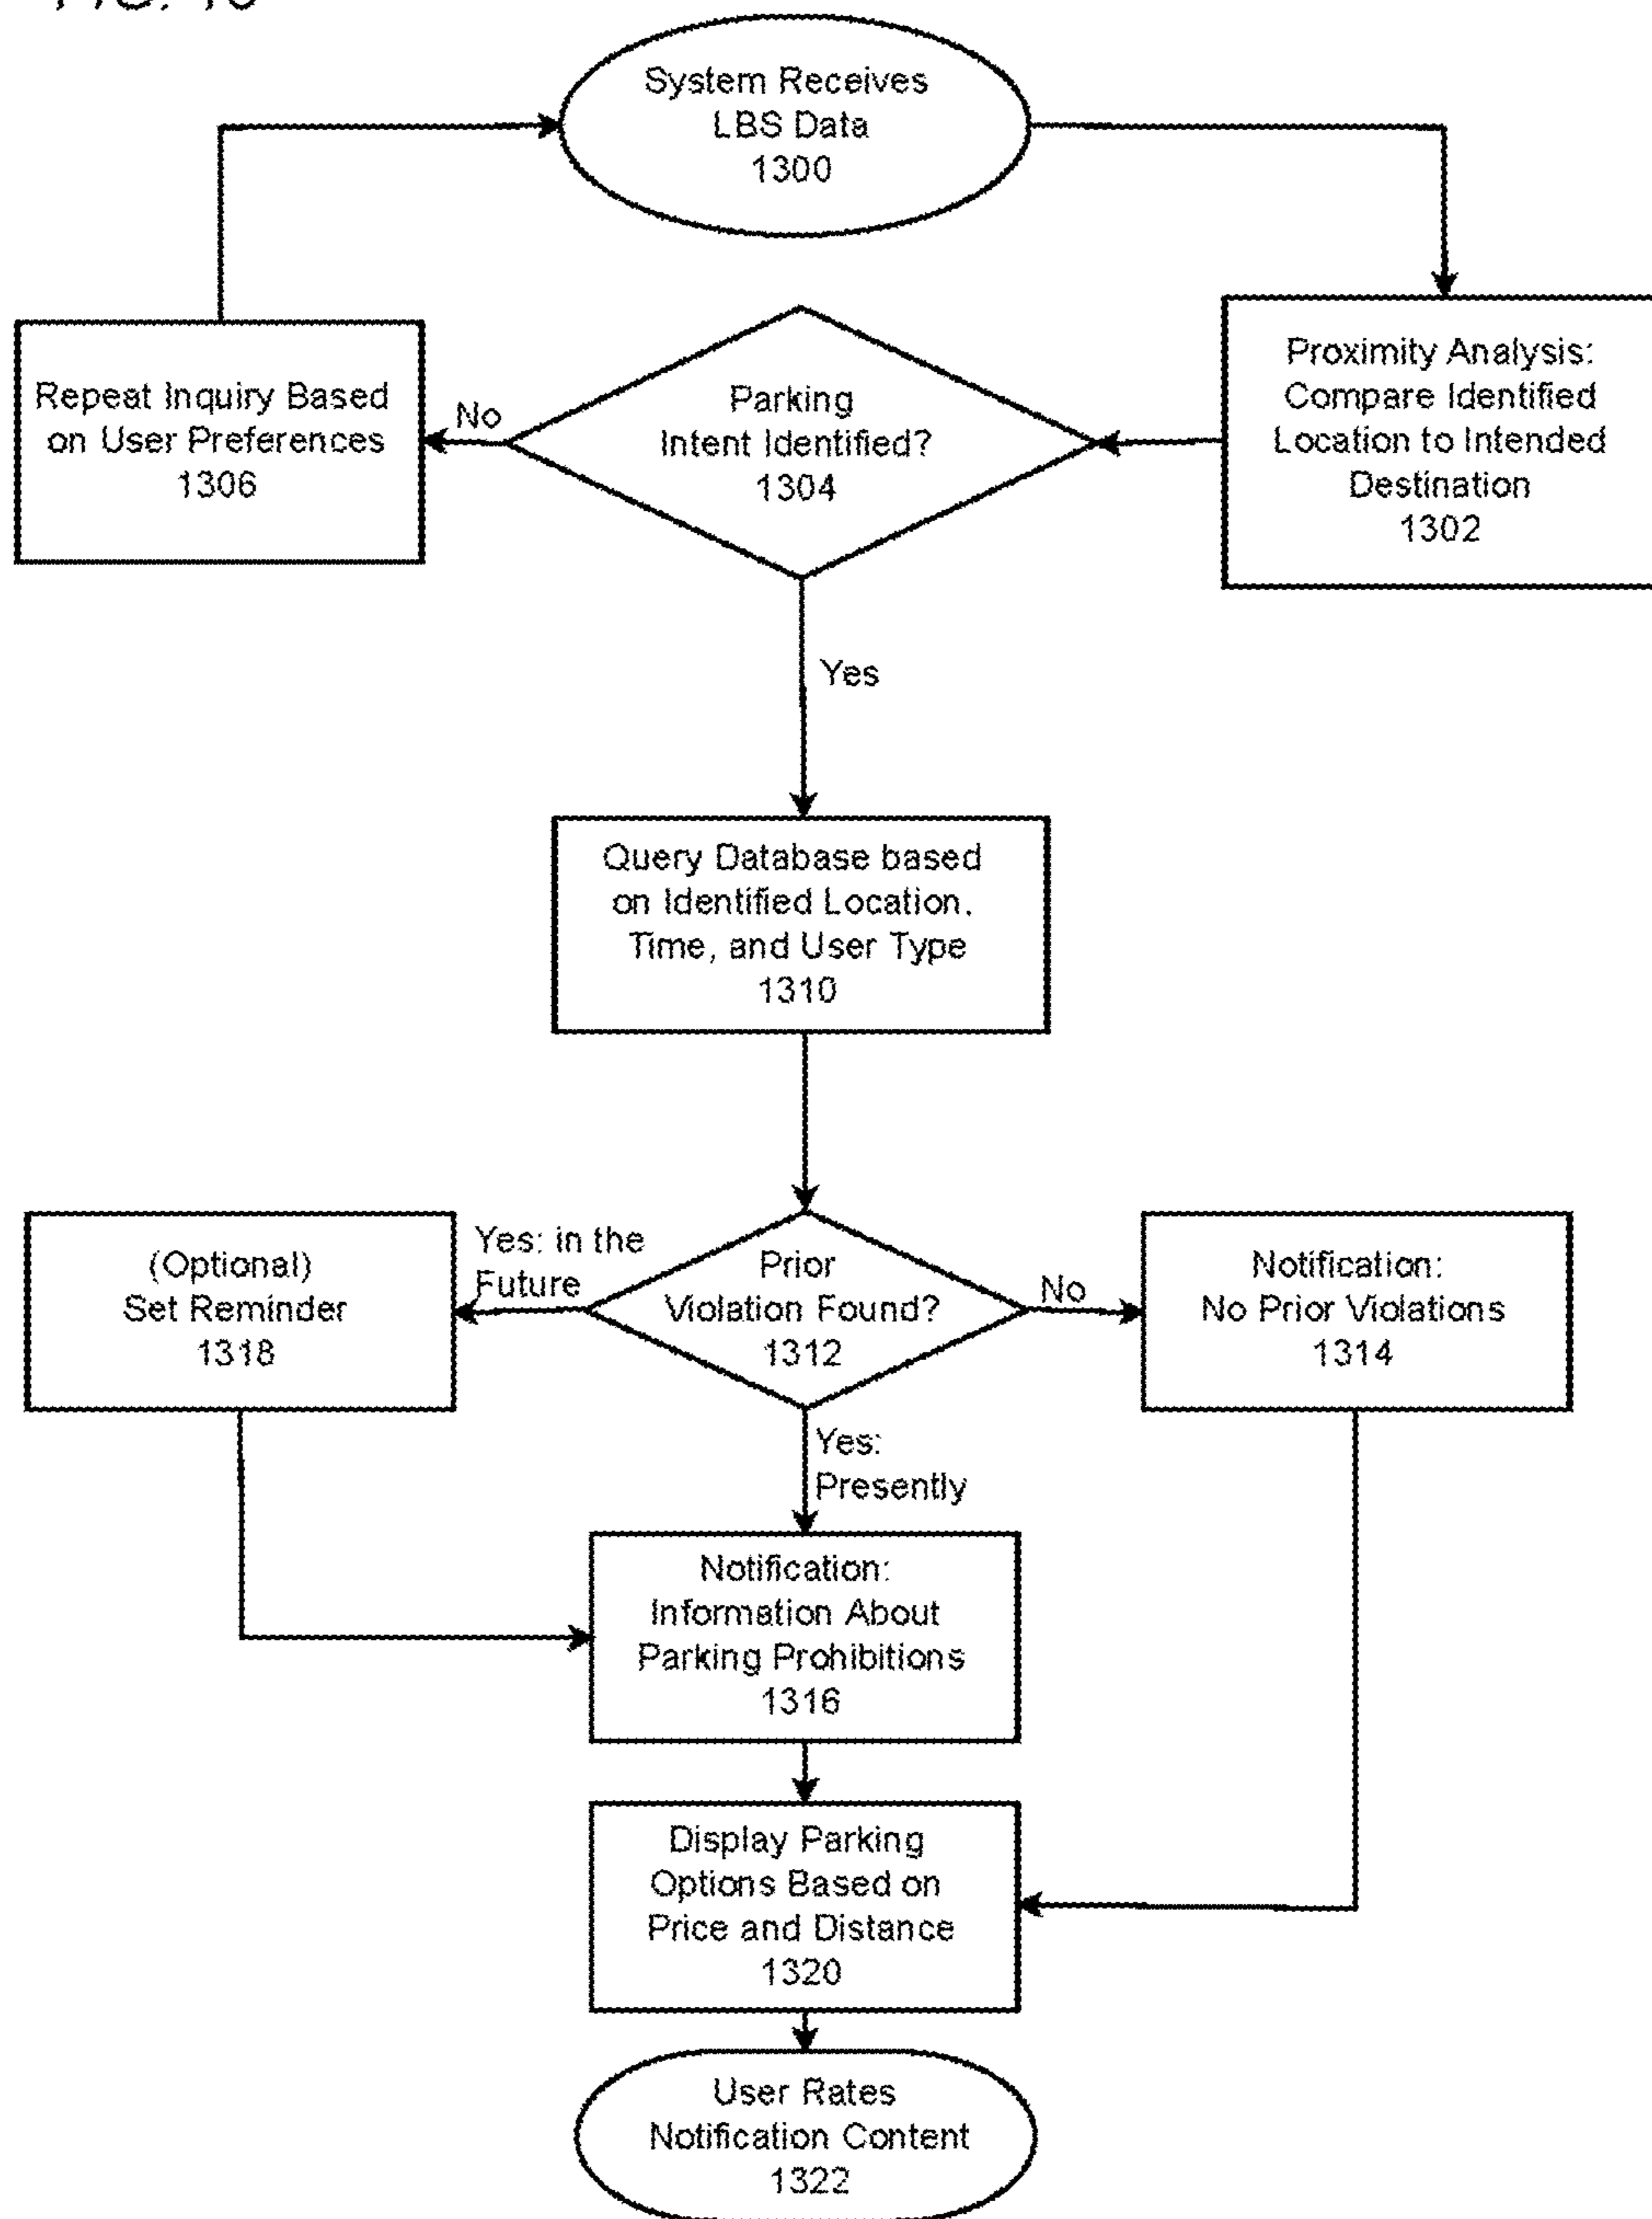 System Receives
LBS Data
1300
Repeat Inquiry Based
on User Preferences
1306
No
Parking
Intent Identified?
1304
Proximity Analysis:
Compare Identified
Location to Intended
Destination
1302
Yes
Query Database based
on Identified Location,
Time, and User Type
1310
(Optional)
Set Reminder
1318
Yes: in the
Future
Prior
Violation Found?
1312
No
Notification:
No Prior Violations
1314
Yes:
Presently
Notification:
Information About
Parking Prohibitions
1316
Display Parking
Options Based on
Price and Distance
1320
User Rates
Notification Content
1322